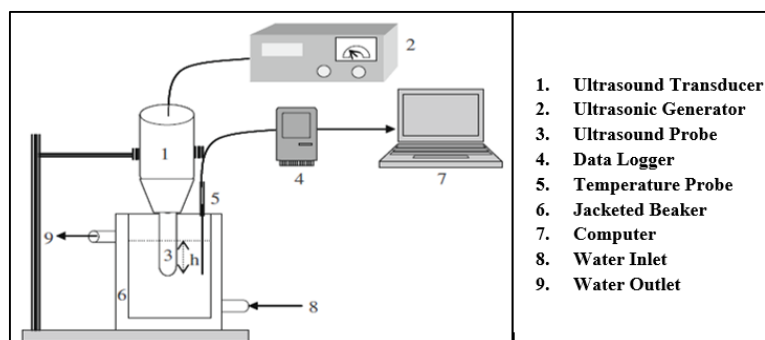 2
1
4
7
5
9
3
h
6
8
1. Ultrasound Transducer
2. Ultrasonic Generator
3. Ultrasound Probe
4. Data Logger
5. Temperature Probe
6. Jacketed Beaker
7. Computer
8. Water Inlet
9. Water Outlet